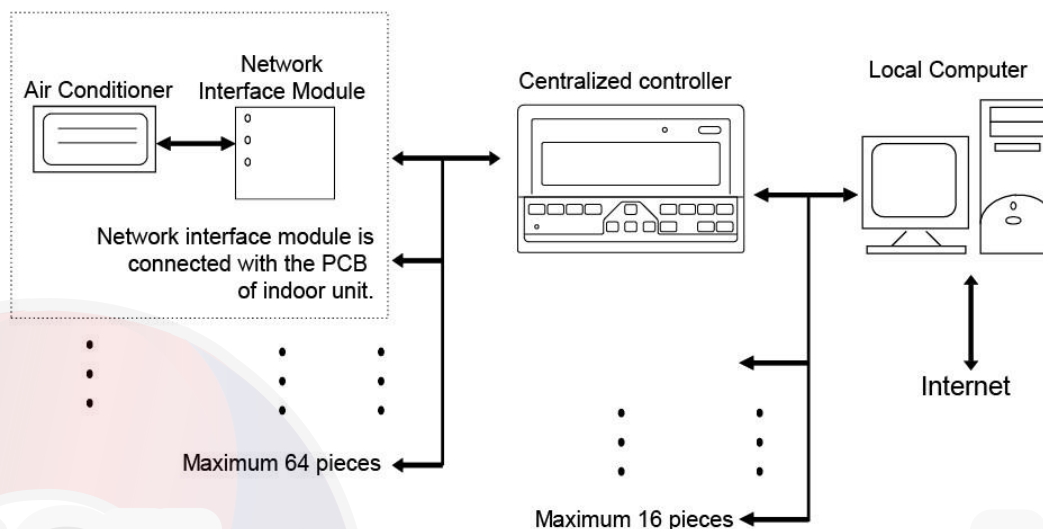 Air Conditioner
Network
Interface Module
Network interface module is
connected with the PCB
of indoor unit.
Maximum 64 pieces
Centralized controller
Maximum 16 pieces
Local Computer
Internet